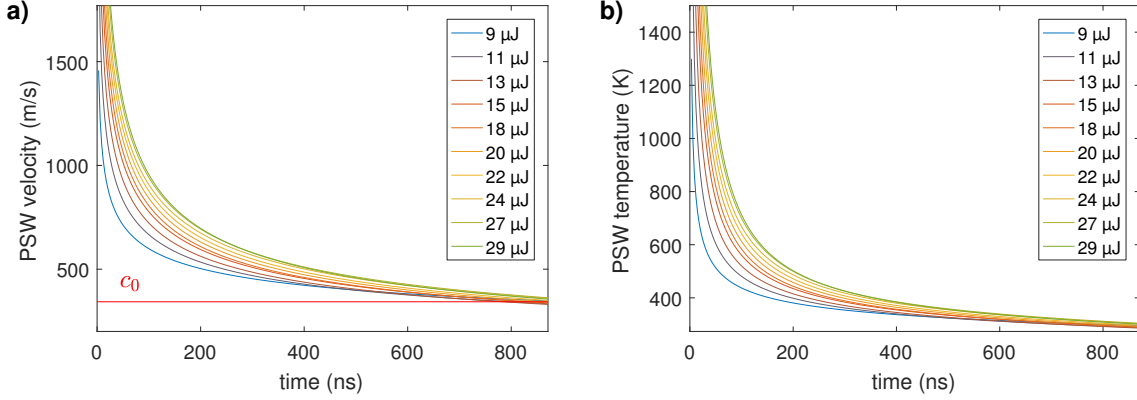 a)
PSW velocity (m/s)
1500
1000
500
c0
0
200
400
600
800
time (ns)
9 µJ
11 µJ
13 µJ
15 µJ
18 µJ
20 µJ
22 µJ
24 µJ
27 µJ
29 µJ
b)
PSW temperature (K)
1400
1200
1000
800
600
400
0
200
400
600
800
time (ns)
9 µJ
11 µJ
13 µJ
15 µJ
18 µJ
20 µJ
22 µJ
24 µJ
27 µJ
29 µJ